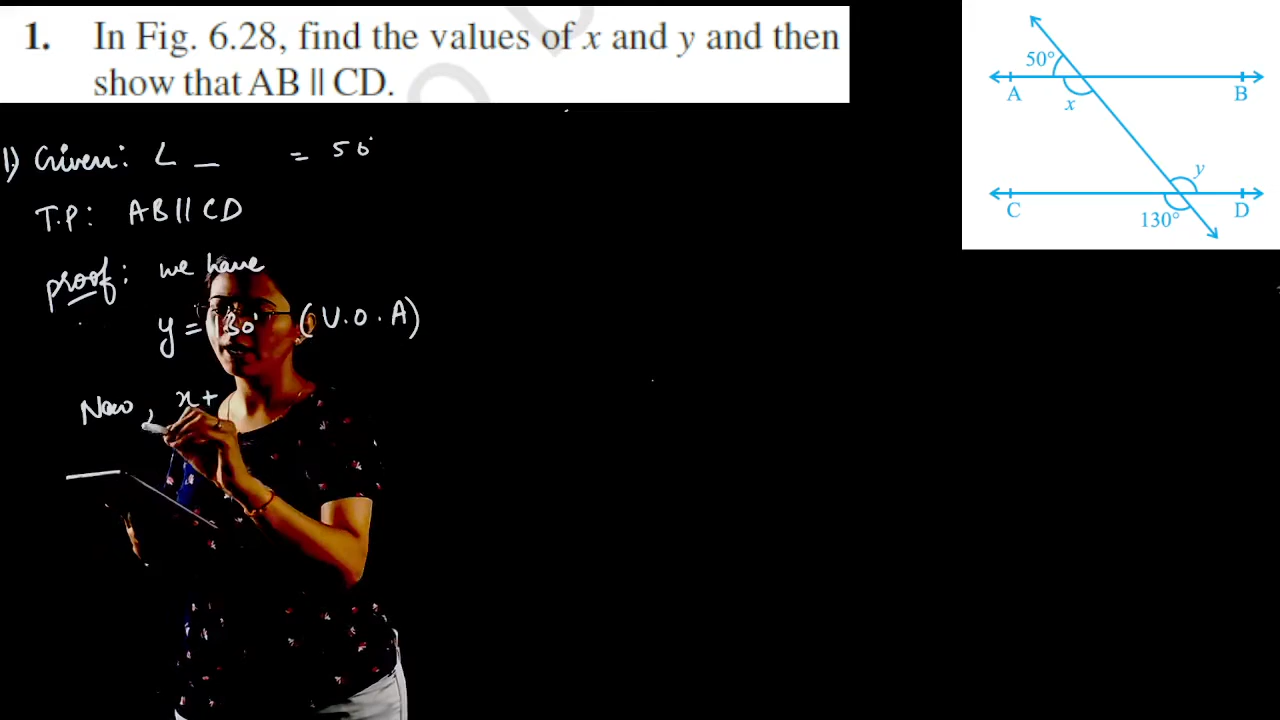 1. In Fig. 6.28, find the values of x and y and then
show that AB || CD.
50°
A
B
x
y
C
D
130°
1) Given: ∠ _ = 50°
T.P: AB || CD
proof: we have
y = 130° (V.O.A)
Now, x +